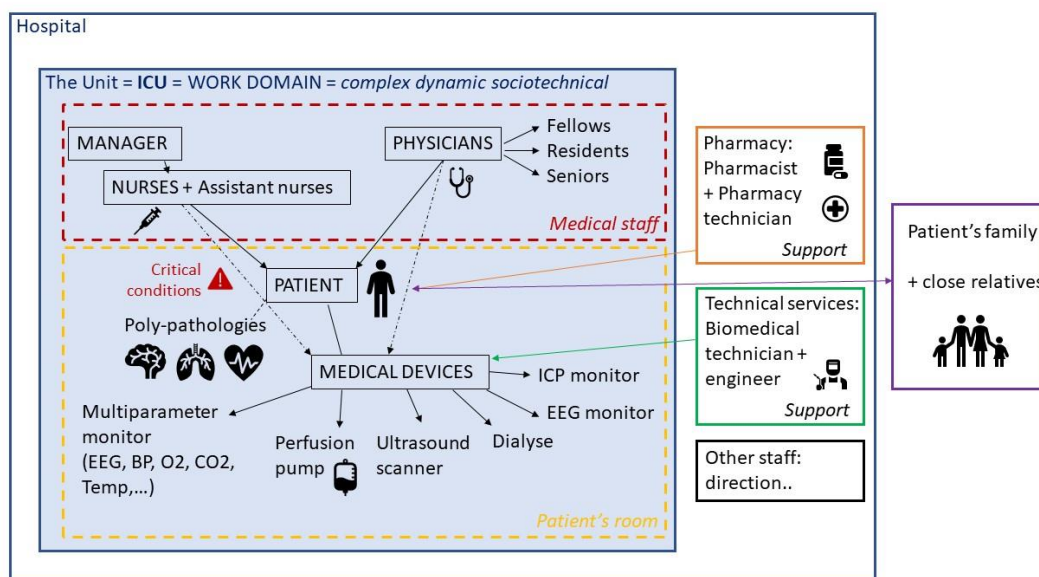 Hospital
The Unit = ICU = WORK DOMAIN = complex dynamic sociotechnical
MANAGER
NURSES + Assistant nurses
PHYSICIANS
Fellows
Residents
Seniors
Medical staff
Critical
conditions
PATIENT
Poly-pathologies
MEDICAL DEVICES
ICP monitor
EEG monitor
Dialyse
Ultrasound
scanner
Perfusion
pump
Multiparameter
monitor
(EEG, BP, O2, CO2,
Temp,...)
Patient's room
Pharmacy:
Pharmacist
+ Pharmacy
technician
Support
Technical services:
Biomedical
technician +
engineer
Support
Other staff:
direction..
Patient's family
+ close relatives